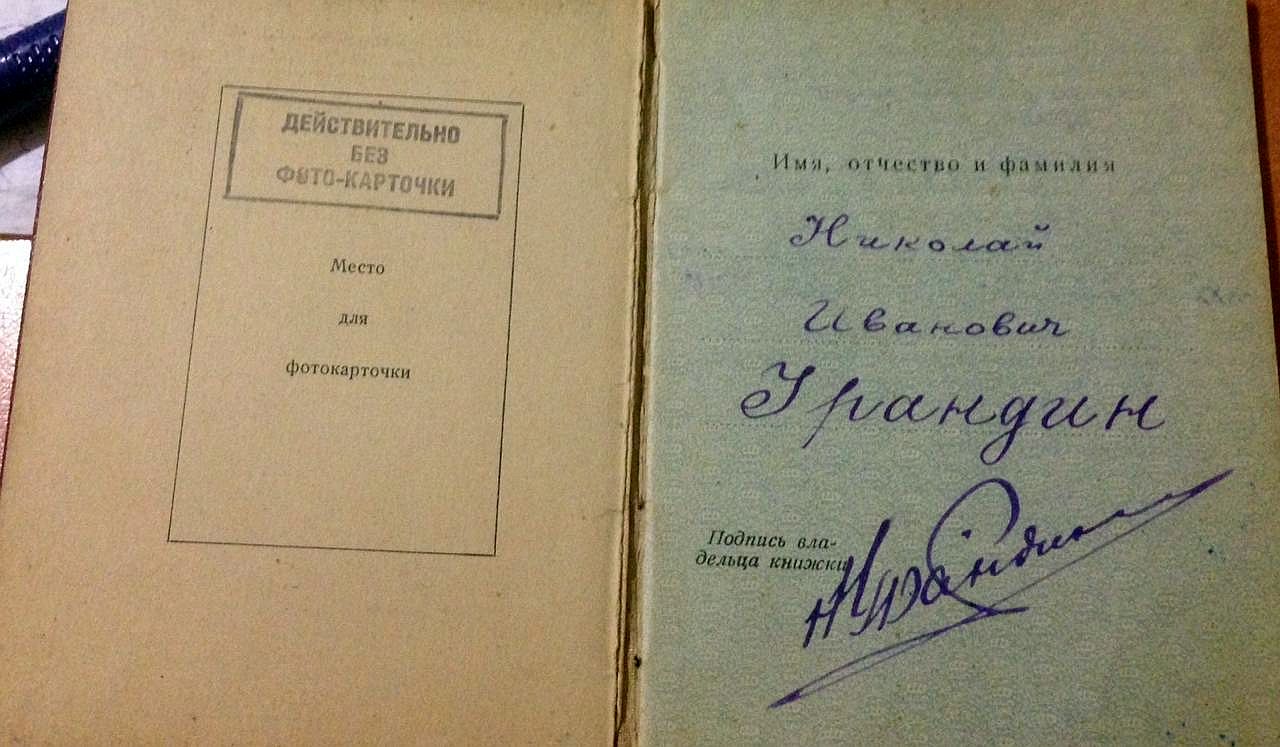 ДЕЙСТВИТЕЛЬНО
БЕЗ
ФОТО-КАРТОЧКИ
Место
для
фотокарточки
Имя, отчество и фамилия
Николай
Иванович
Грандин
Подпись вла-
дельца книжки